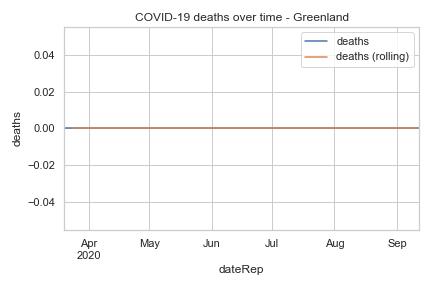 COVID-19 deaths over time - Greenland
deaths
deaths (rolling)
0.04
0.02
0.00
−0.02
−0.04
deaths
Apr
2020
May
Jun
Jul
Aug
Sep
dateRep